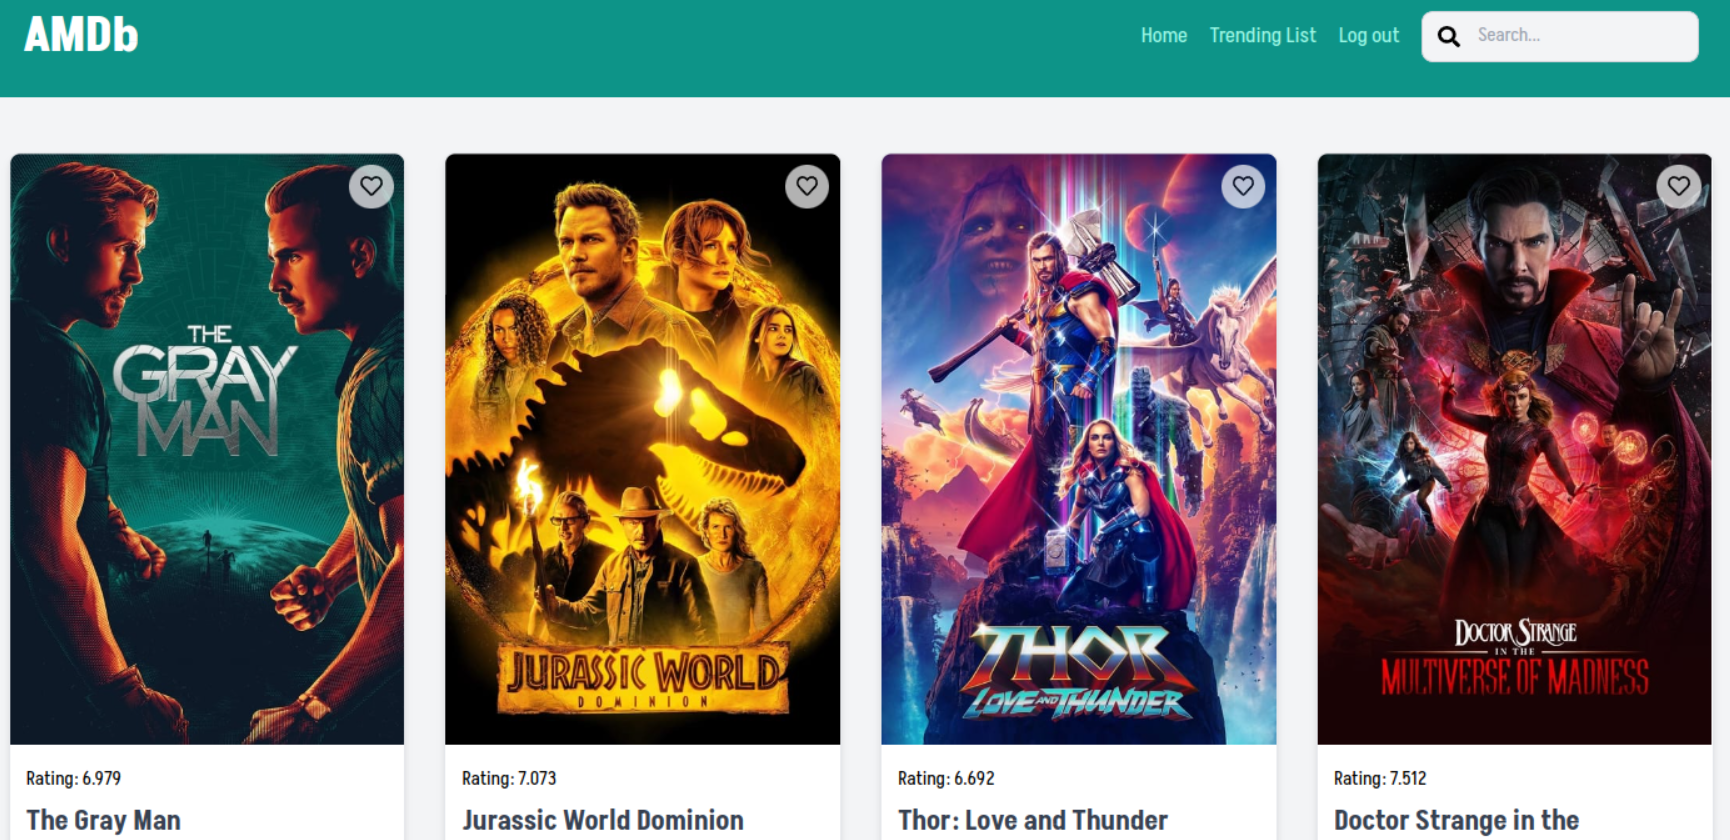 AMDb
Home Trending List Log out Search...
THE
GRAY
MAN
JURASSIC WORLD
DOMINION
THOR
LOVE AND THUNDER
DOCTOR STRANGE
IN THE
MULTIVERSE OF MADNESS
Rating: 6.979
The Gray Man
Rating: 7.073
Jurassic World Dominion
Rating: 6.692
Thor: Love and Thunder
Rating: 7.512
Doctor Strange in the